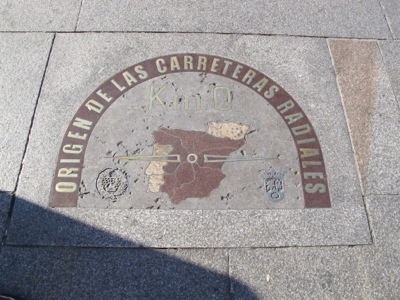 ORIGEN DE LAS CARRETERAS RADIALES
Km 0